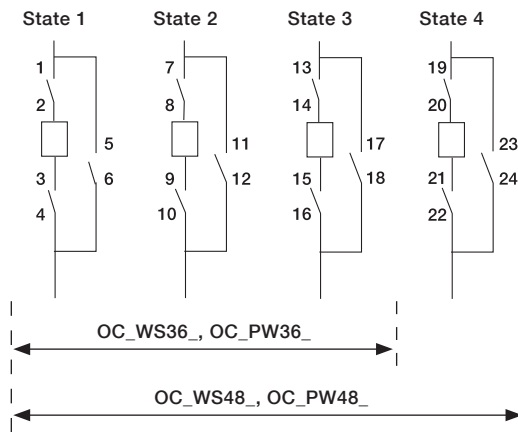 State 1 State 2 State 3 State 4
1 7 13 19
2 8 14 20
5 11 17 23
3 6 9 12 15 18 21 24
4 10 16 22
OC_WS36_, OC_PW36_
OC_WS48_, OC_PW48_